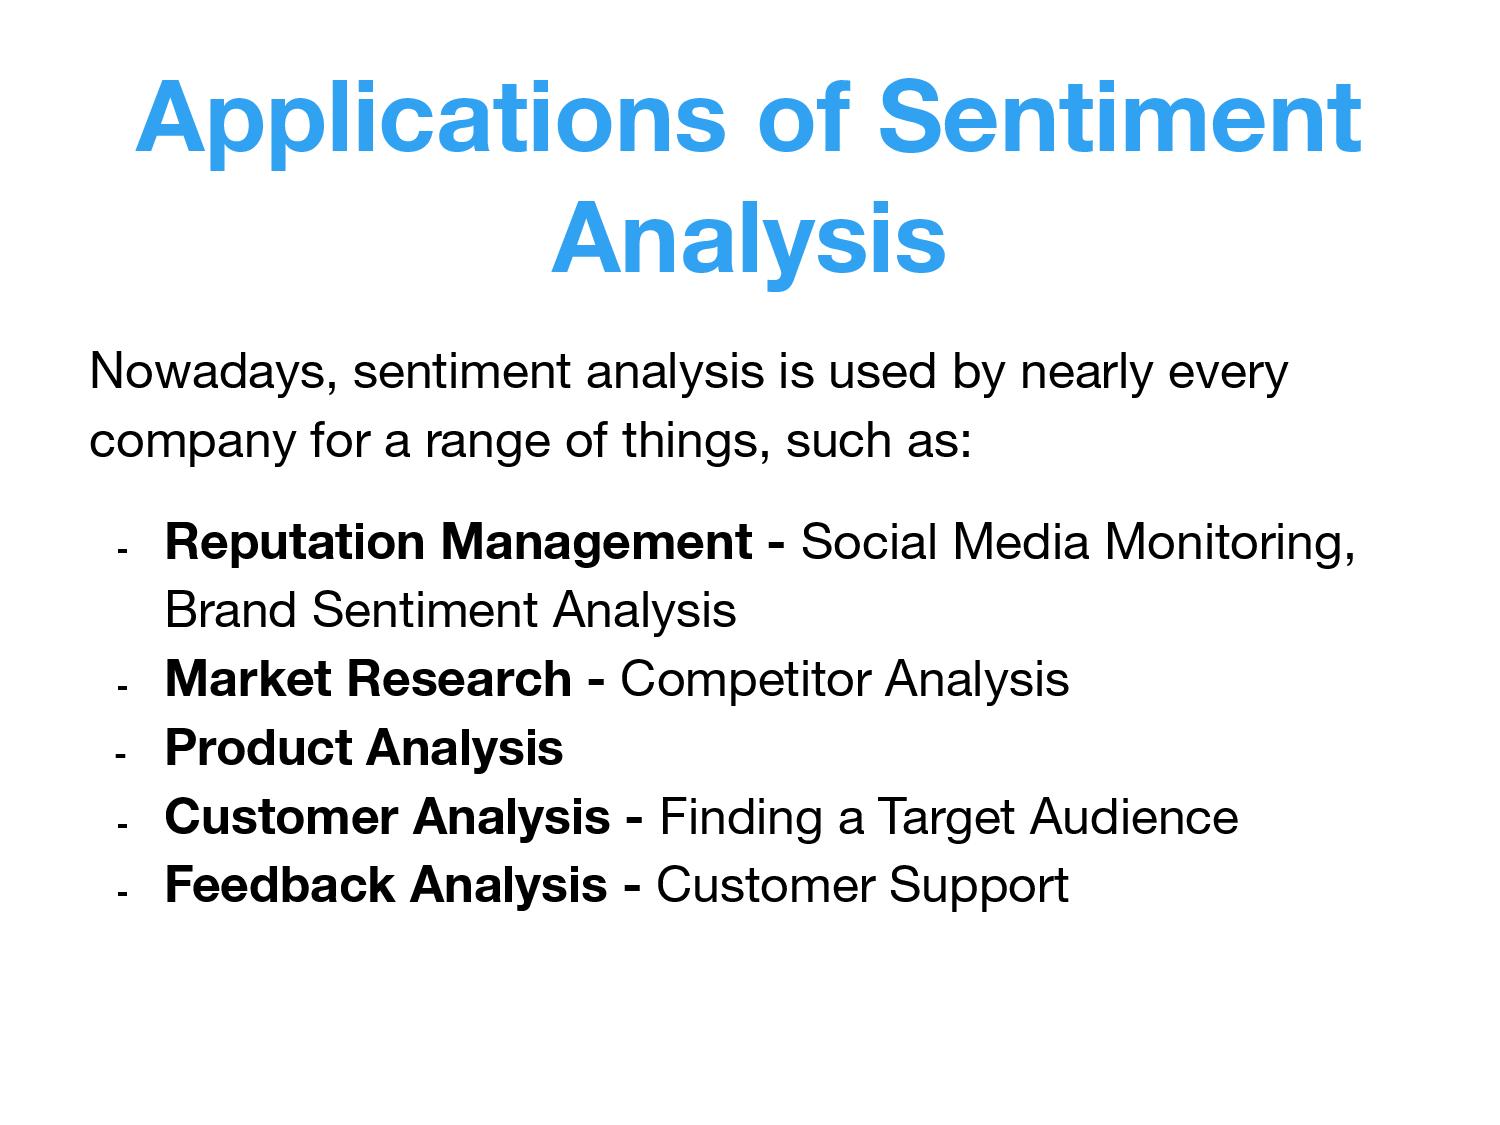 Applications of Sentiment
Analysis
Nowadays, sentiment analysis is used by nearly every
company for a range of things, such as:
- Reputation Management - Social Media Monitoring,
Brand Sentiment Analysis
- Market Research - Competitor Analysis
- Product Analysis
- Customer Analysis - Finding a Target Audience
- Feedback Analysis - Customer Support